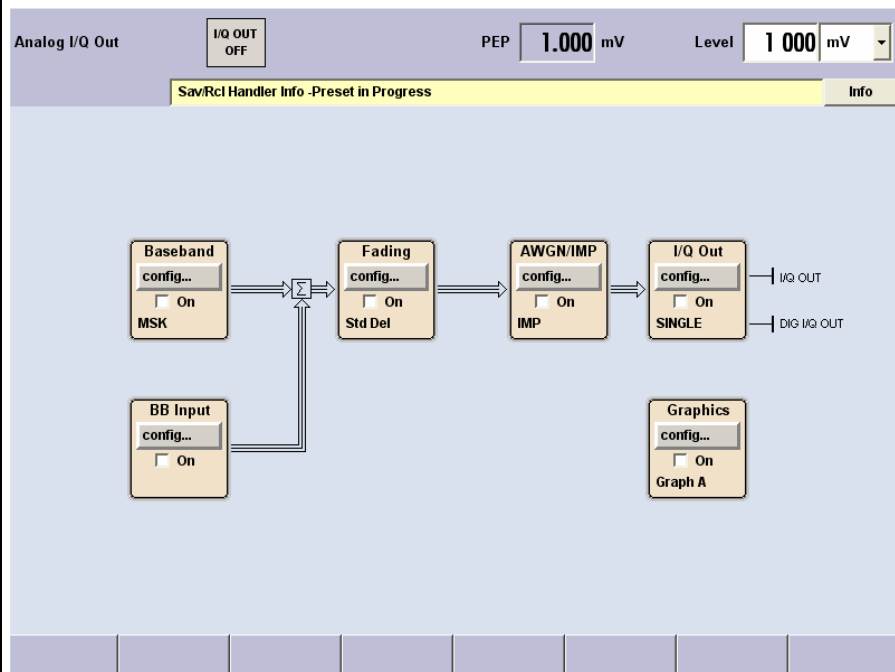 Analog I/Q Out
I/Q OUT
OFF
PEP 1.000 mV
Level 1 000 mV
Sav/Rcl Handler Info -Preset in Progress
Info
Baseband
config...
On
MSK
Σ
Fading
config...
On
Std Del
AWGN/IMP
config...
On
IMP
I/Q Out
config...
On
SINGLE
I/Q OUT
DIG I/Q OUT
BB Input
config...
On
Graphics
config...
On
Graph A